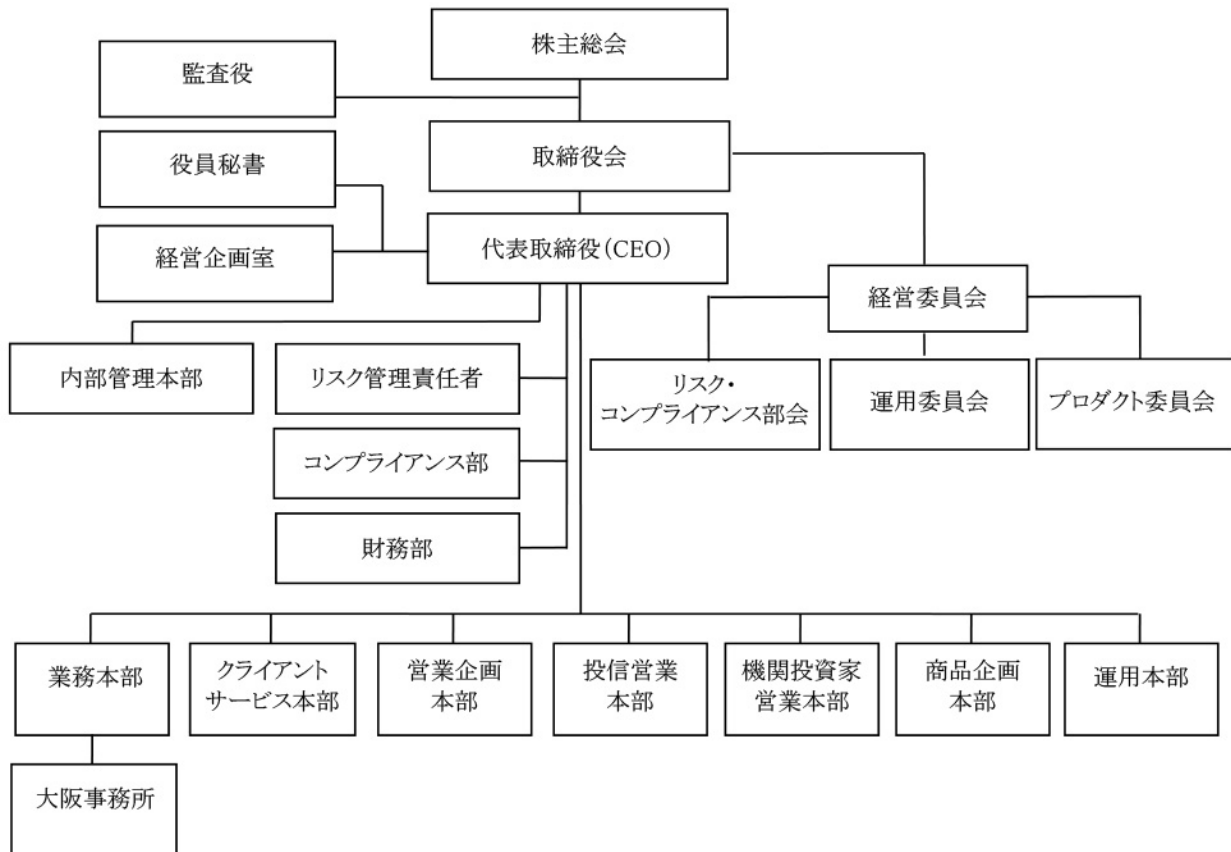 株主総会
監査役
取締役会
役員秘書
代表取締役(CEO)
経営企画室
経営委員会
内部管理本部
リスク管理責任者
リスク・
コンプライアンス部会
運用委員会
プロダクト委員会
コンプライアンス部
財務部
業務本部
クライアント
サービス本部
営業企画
本部
投信営業
本部
機関投資家
営業本部
商品企画
本部
運用本部
大阪事務所